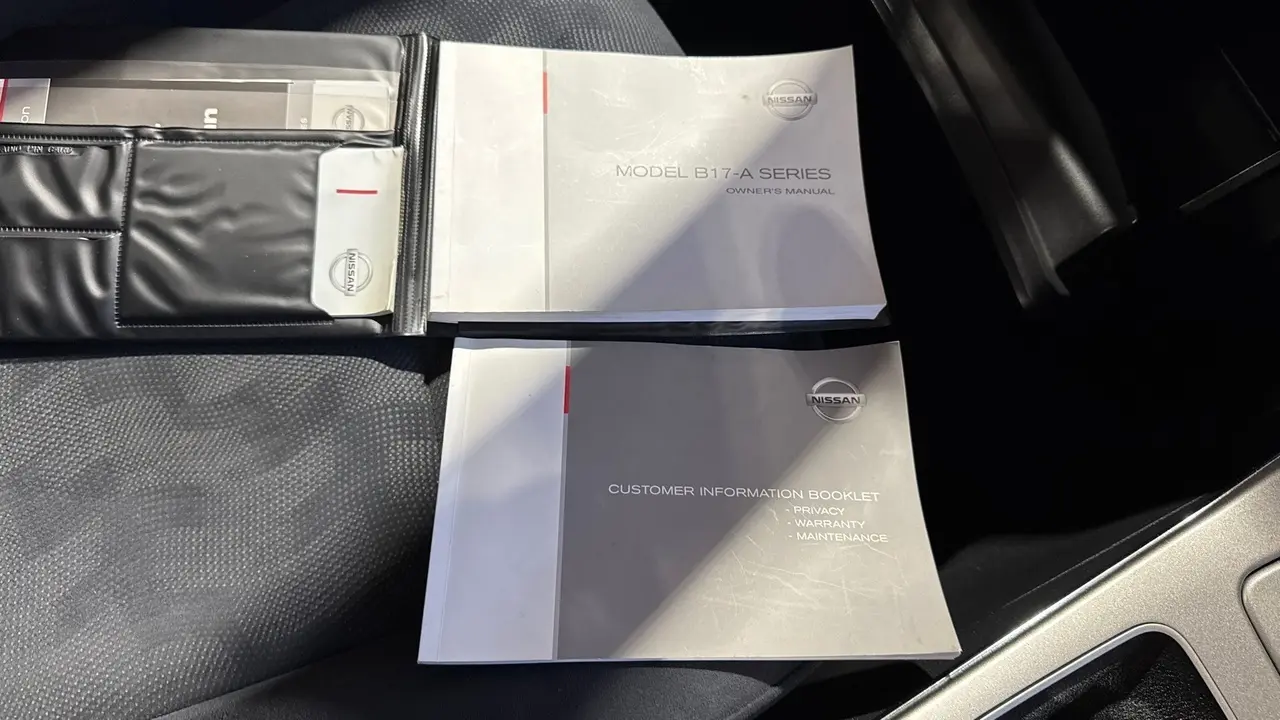 NISSAN
MODEL B17-A SERIES
OWNER'S MANUAL
NISSAN
NISSAN
CUSTOMER INFORMATION BOOKLET
- PRIVACY
- WARRANTY
- MAINTENANCE